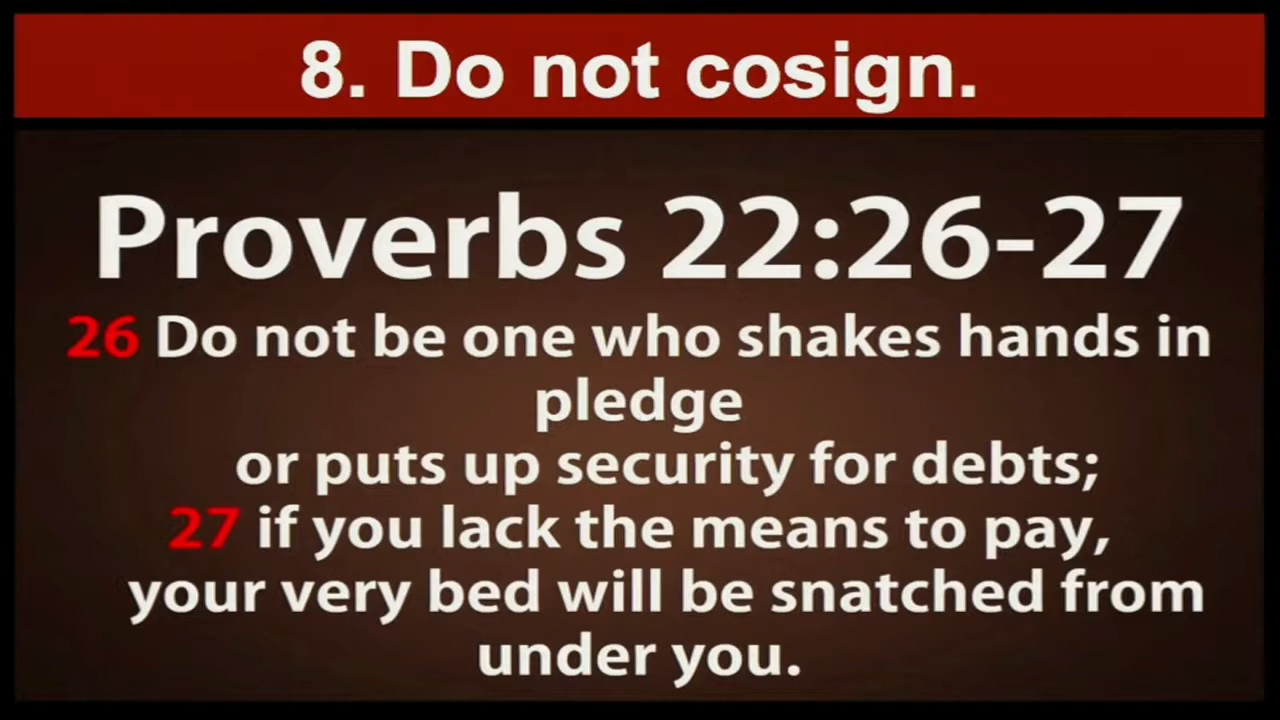 8. Do not cosign.
Proverbs 22:26-27
26 Do not be one who shakes hands in
pledge
or puts up security for debts;
27 if you lack the means to pay,
your very bed will be snatched from
under you.